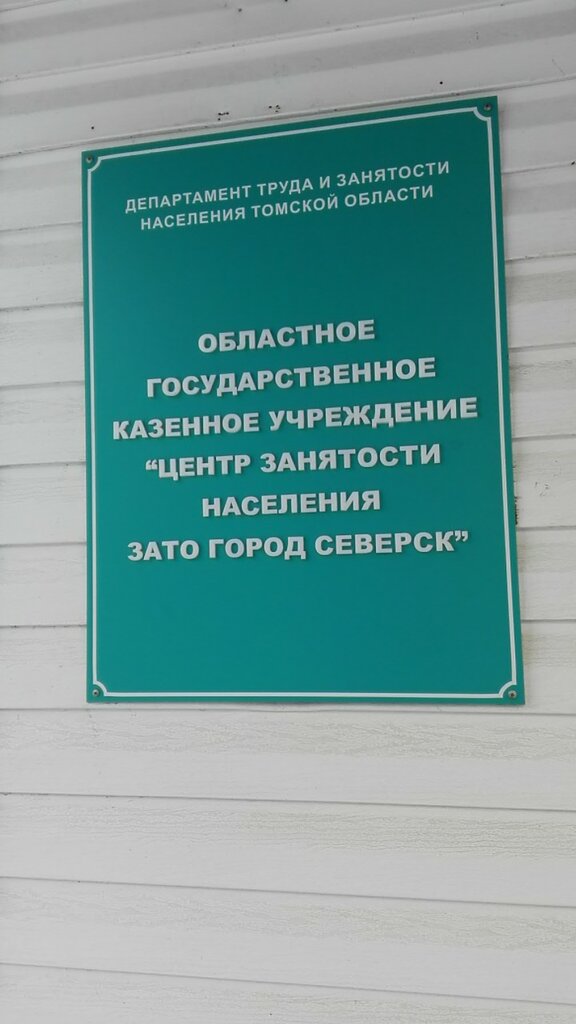 ДЕПАРТАМЕНТ ТРУДА И ЗАНЯТОСТИ
НАСЕЛЕНИЯ ТОМСКОЙ ОБЛАСТИ
ОБЛАСТНОЕ
ГОСУДАРСТВЕННОЕ
КАЗЕННОЕ УЧРЕЖДЕНИЕ
“ЦЕНТР ЗАНЯТОСТИ
НАСЕЛЕНИЯ
ЗАТО ГОРОД СЕВЕРСК”